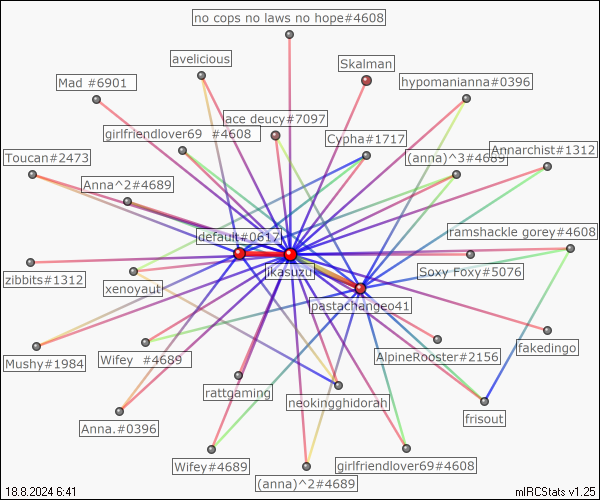 no cops no laws no hope#4608
avelicious
Skalman
Mad #6901
hypomanianna#0396
ace deucy#7097
girlfriendlover69 #4608
Cypha#1717
Annarchist#1312
Toucan#2473
(anna)^3#4689
Anna^2#4689
default#0617
ramshackle gorey#4608
jkasuzu
Soxy Foxy#5076
zibbits#1312
xenoyaut
pastachangeo41
fakedingo
Mushy#1984
Wifey #4689
AlpineRooster#2156
rattgaming
neokingghidorah
frisout
Anna.#0396
Wifey#4689
(anna)^2#4689
girlfriendlover69#4608
18.8.2024 6:41
mIRCStats v1.25